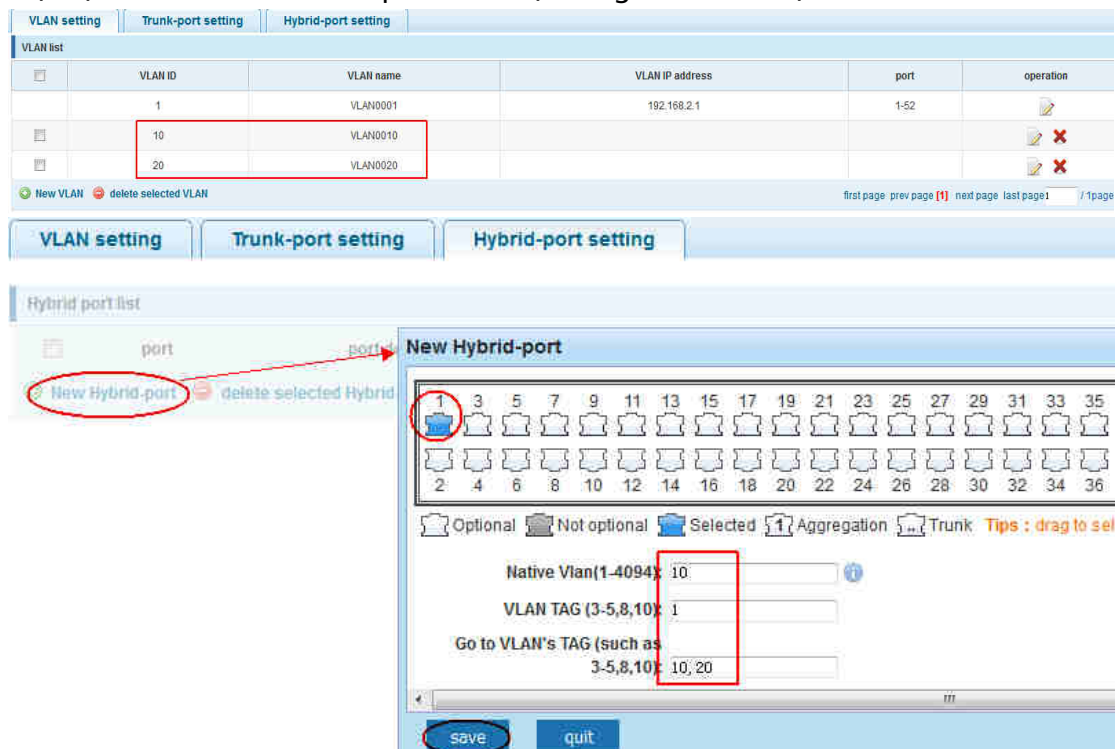 VLAN setting Trunk-port setting Hybrid-port setting
VLAN list
VLAN ID VLAN name VLAN IP address port operation
1 VLAN0001 192.168.2.1 1-52
10 VLAN0010
20 VLAN0020
New VLAN delete selected VLAN first page prev page [1] next page last page 1 / 1page
VLAN setting Trunk-port setting Hybrid-port setting
Hybrid port list
port port
New Hybrid-port delete selected Hybrid
New Hybrid-port
1 3 5 7 9 11 13 15 17 19 21 23 25 27 29 31 33 35
2 4 6 8 10 12 14 16 18 20 22 24 26 28 30 32 34 36
Optional Not optional Selected 1 Aggregation Trunk Tips : drag to sel
Native Vlan(1-4094): 10
VLAN TAG (3-5,8,10): 1
Go to VLAN's TAG (such as
3-5,8,10): 10, 20
save quit